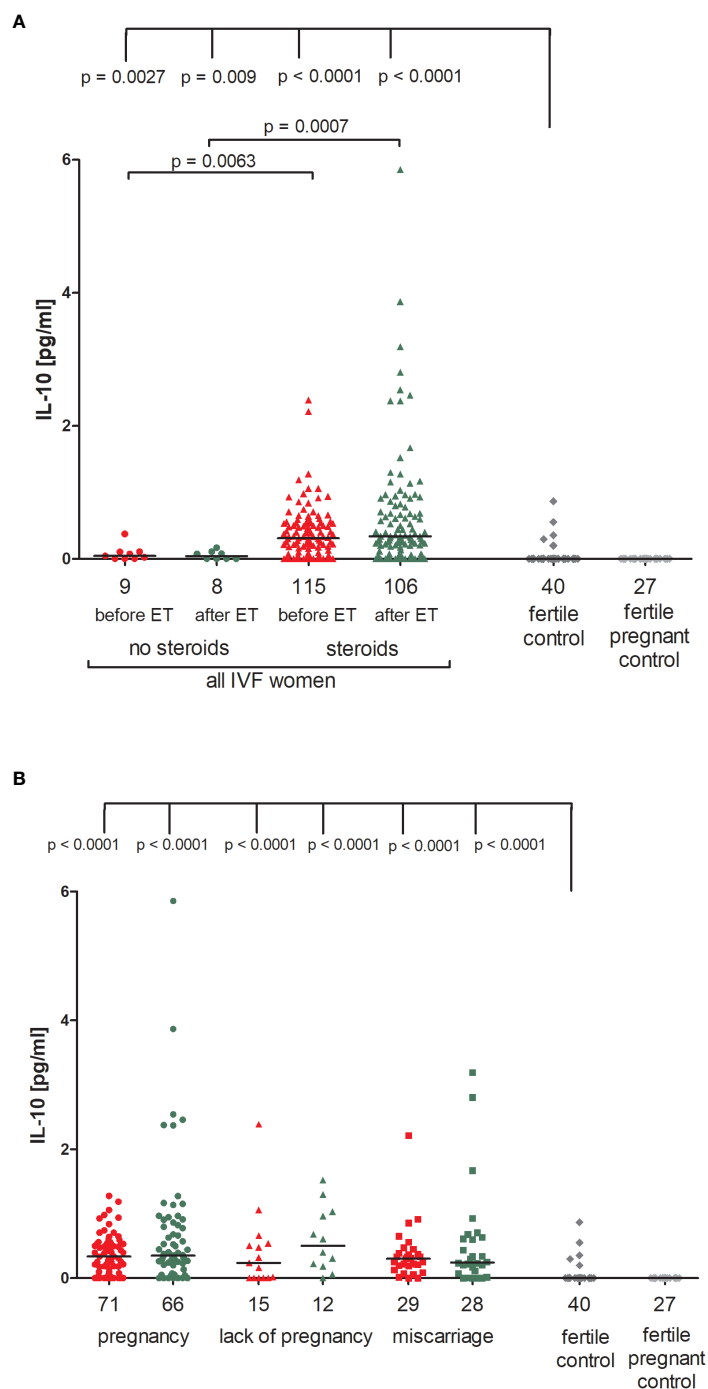 A
p = 0.0027 p = 0.009 p < 0.0001 p < 0.0001
p = 0.0007
p = 0.0063
6
4
2
0
IL-10 [pg/ml]
9 8 115 106 40 27
before ET after ET before ET after ET
no steroids steroids
all IVF women
fertile control
fertile pregnant control
B
p < 0.0001 p < 0.0001 p < 0.0001 p < 0.0001 p < 0.0001 p < 0.0001
6
4
2
0
IL-10 [pg/ml]
71 66 15 12 29 28 40 27
pregnancy lack of pregnancy miscarriage
fertile control
fertile pregnant control